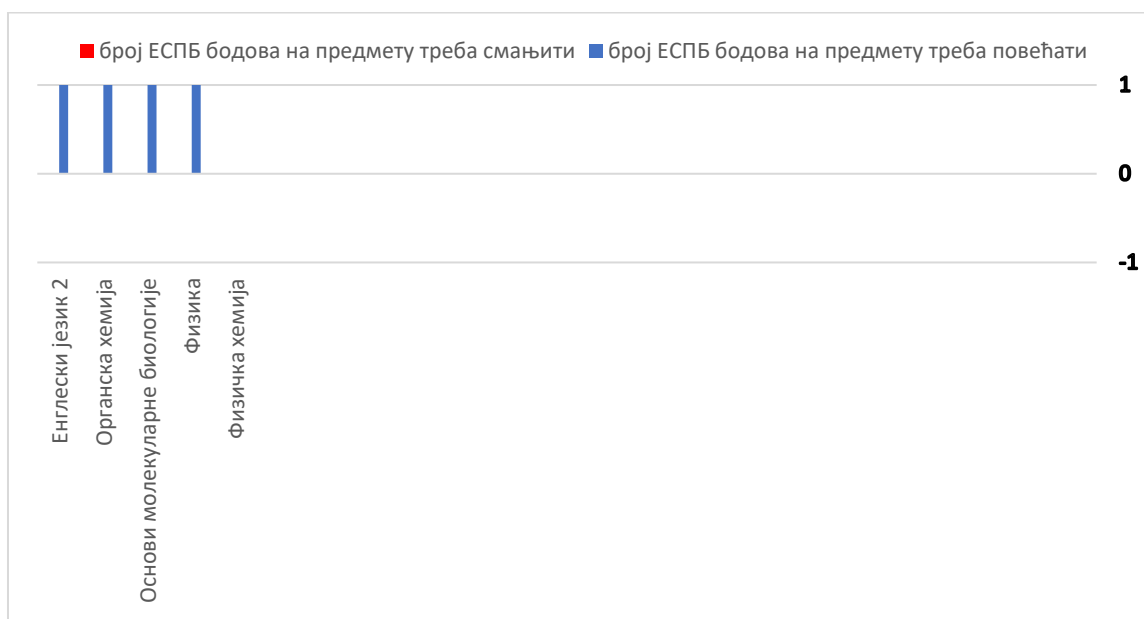 број ЕСПБ бодова на предмету треба смањити број ЕСПБ бодова на предмету треба повећати
1
0
-1
Енглески језик 2
Органска хемија
Основи молекуларне биологије
Физика
Физичка хемија